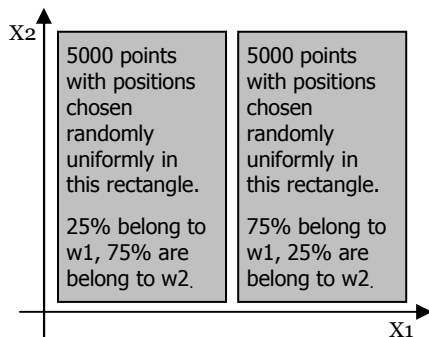 X2
5000 points
with positions
chosen
randomly
uniformly in
this rectangle.
25% belong to
w1, 75% are
belong to w2.
5000 points
with positions
chosen
randomly
uniformly in
this rectangle.
75% belong to
w1, 25% are
belong to w2.
X1